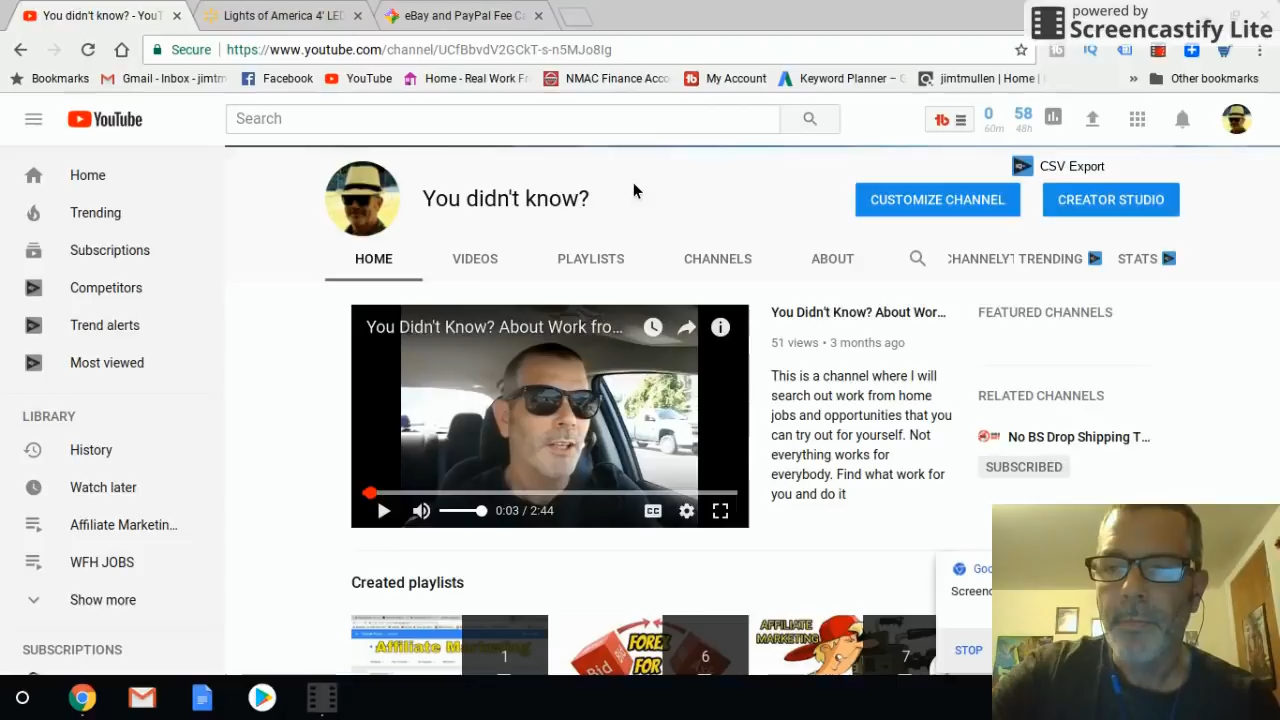 You didn't know? - YouT
Lights of America 4' LED
eBay and PayPal Fee Ca
powered by
Screencastify Lite
Secure
https://www.youtube.com/channel/UCfBbvdV2GCkT-s-n5MJo8Ig
Bookmarks
Gmail - Inbox - jimtm
Facebook
YouTube
Home - Real Work Fr
NMAC Finance Acco
My Account
Keyword Planner – G
jimtmullen | Home |
Other bookmarks
YouTube
Search
0
60m
58
48h
CSV Export
You didn't know?
CUSTOMIZE CHANNEL
CREATOR STUDIO
Home
Trending
Subscriptions
Competitors
Trend alerts
Most viewed
LIBRARY
History
Watch later
Affiliate Marketin...
WFH JOBS
Show more
SUBSCRIPTIONS
HOME
VIDEOS
PLAYLISTS
CHANNELS
ABOUT
CHANNELYT TRENDING
STATS
You Didn't Know? About Work fro...
0:03 / 2:44
CC
You Didn't Know? About Wor...
51 views • 3 months ago
This is a channel where I will
search out work from home
jobs and opportunities that you
can try out for yourself. Not
everything works for
everybody. Find what work for
you and do it
FEATURED CHANNELS
RELATED CHANNELS
No BS Drop Shipping T...
SUBSCRIBED
Created playlists
Affiliate Marketing
1
Bid
FOREX
FOR
6
AFFILIATE
MARKETING
7
Goo
Screenc
STOP